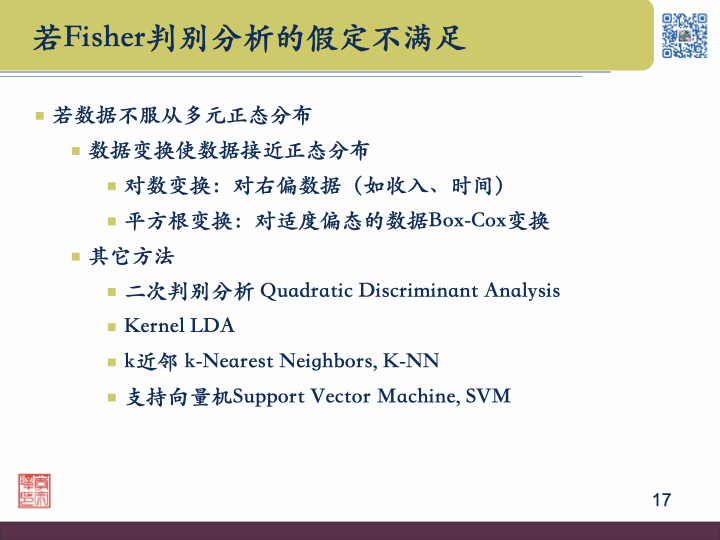 若Fisher判别分析的假定不满足
若数据不服从多元正态分布
数据变换使数据接近正态分布
对数变换：对右偏数据（如收入、时间）
平方根变换：对适度偏态的数据Box-Cox变换
其它方法
二次判别分析 Quadratic Discriminant Analysis
Kernel LDA
k近邻 k-Nearest Neighbors, K-NN
支持向量机Support Vector Machine, SVM
17